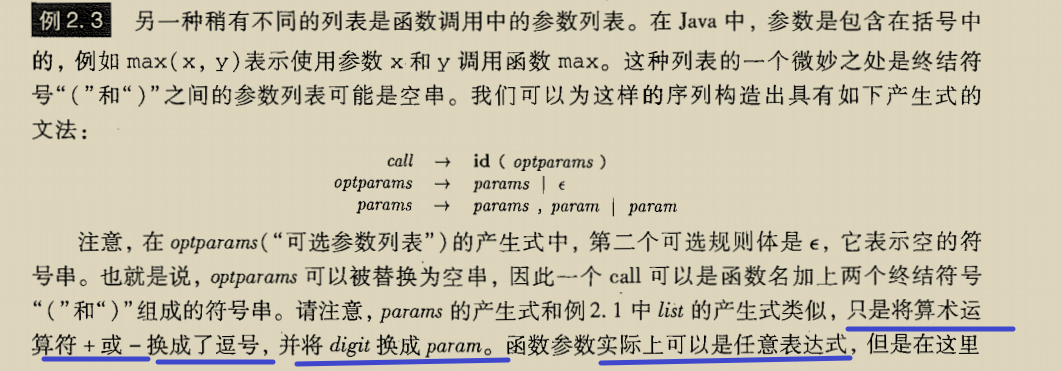 例 2.3 另一种稍有不同的列表是函数调用中的参数列表。在 Java 中，参数是包含在括号中
的，例如 max(x, y)表示使用参数 x 和 y 调用函数 max。这种列表的一个微妙之处是终结符
号“(”和“)”之间的参数列表可能是空串。我们可以为这样的序列构造出具有如下产生式的
文法：
call → id ( optparams )
optparams → params | ϵ
params → params , param | param
注意，在 optparams(“可选参数列表”)的产生式中，第二个可选规则体是 ϵ，它表示空的符
号串。也就是说，optparams 可以被替换为空串，因此一个 call 可以是函数名加上两个终结符号
“(”和“)”组成的符号串。请注意，params 的产生式和例 2.1 中 list 的产生式类似，只是将算术运
算符 + 或 - 换成了逗号，并将 digit 换成 param。函数参数实际上可以是任意表达式，但是在这里